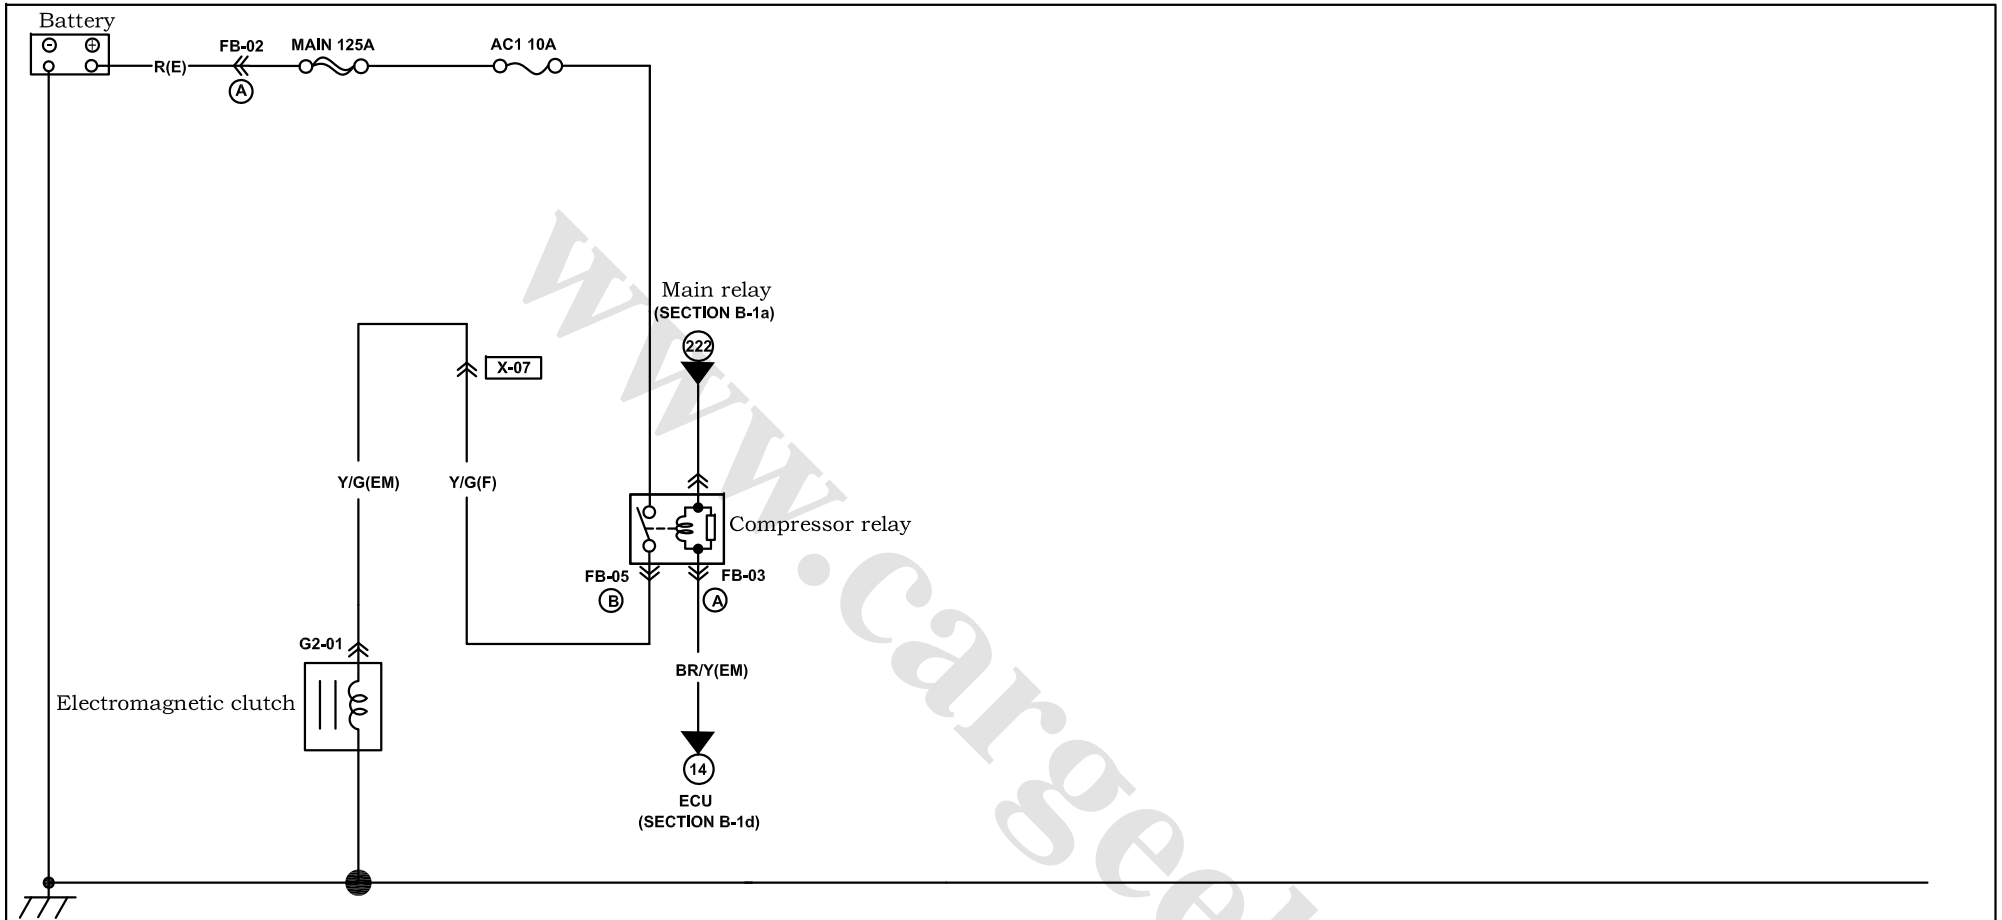 Battery
FB-02 MAIN 125A AC1 10A
R(E)
A
Main relay
(SECTION B-1a)
222
X-07
Y/G(EM) Y/G(F)
Compressor relay
FB-05 FB-03
B A
G2-01
BR/Y(EM)
Electromagnetic clutch
14
ECU
(SECTION B-1d)
www.cargeek